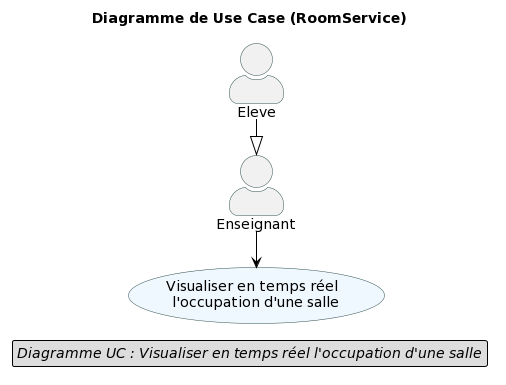 Diagramme de Use Case (RoomService)
Eleve
Enseignant
Visualiser en temps réel
l'occupation d'une salle
Diagramme UC : Visualiser en temps réel l'occupation d'une salle